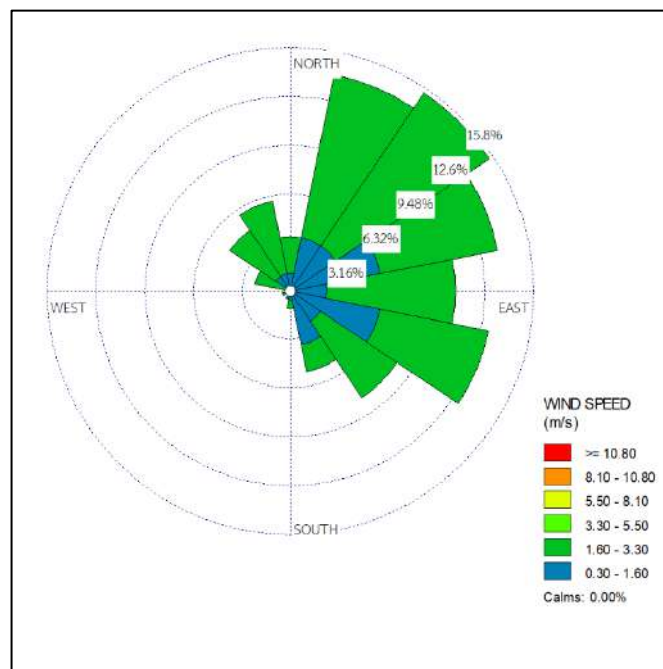 NORTH
15.8%
12.6%
9.48%
6.32%
3.16%
WEST
EAST
SOUTH
WIND SPEED
(m/s)
>= 10.80
8.10 - 10.80
5.50 - 8.10
3.30 - 5.50
1.60 - 3.30
0.30 - 1.60
Calms: 0.00%